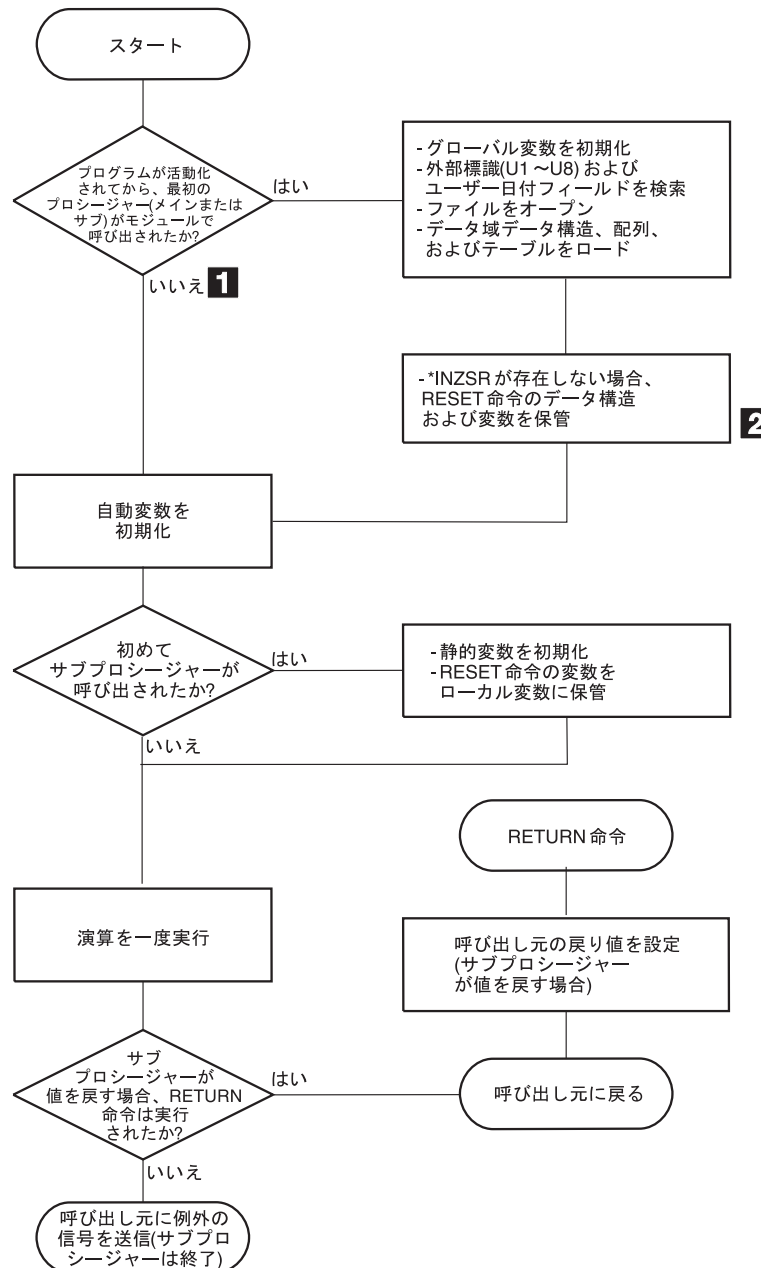 スタート
プログラムが活動化
されてから、最初の
プロシージャー(メインまたは
サブ)がモジュールで
呼び出されたか?
はい
-グローバル変数を初期化
-外部標識(U1～U8) および
ユーザー日付フィールドを検索
-ファイルをオープン
-データ域データ構造、配列、
およびテーブルをロード
いいえ 1
-*INZSR が存在しない場合、
RESET 命令のデータ構造
および変数を保管
2
自動変数を
初期化
初めて
サブプロシージャーが
呼び出されたか?
はい
-静的変数を初期化
-RESET 命令の変数を
ローカル変数に保管
いいえ
RETURN 命令
演算を一度実行
呼び出し元の戻り値を設定
(サブプロシージャー
が値を戻す場合)
サブ
プロシージャーが
値を戻す場合、RETURN
命令は実行
されたか?
はい
呼び出し元に戻る
いいえ
呼び出し元に例外の
信号を送信(サブプロ
シージャーは終了)